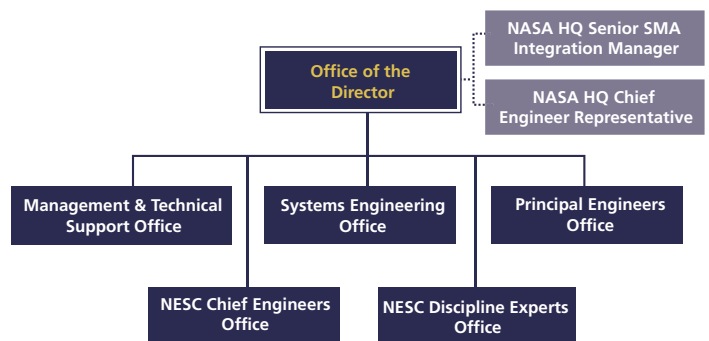 NASA HQ Senior SMA
Integration Manager
Office of the
Director
NASA HQ Chief
Engineer Representative
Management & Technical
Support Office
Systems Engineering
Office
Principal Engineers
Office
NESC Chief Engineers
Office
NESC Discipline Experts
Office